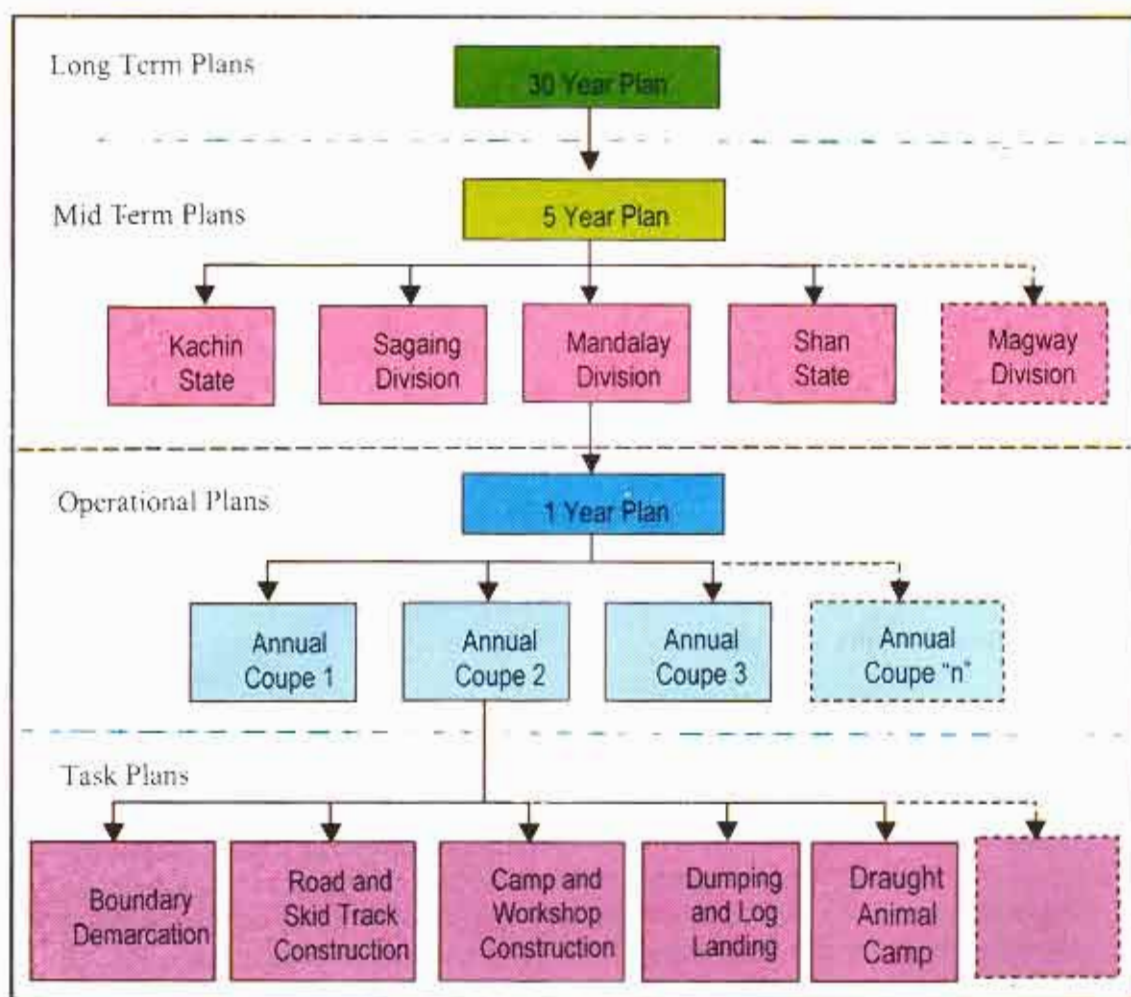 Long Term Plans
30 Year Plan
Mid Term Plans
5 Year Plan
Kachin
State
Sagaing
Division
Mandalay
Division
Shan
State
Magway
Division
Operational Plans
1 Year Plan
Annual
Coupe 1
Annual
Coupe 2
Annual
Coupe 3
Annual
Coupe “n”
Task Plans
Boundary
Demarcation
Road and
Skid Track
Construction
Camp and
Workshop
Construction
Dumping
and Log
Landing
Draught
Animal
Camp